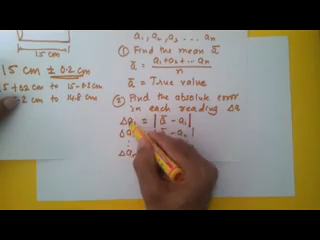 15 cm
15 cm ± 0.2 cm
15 + 0.2 cm to 15 - 0.2 cm
2 cm to 14.8 cm
a₁, a₂, a₃ ... aₙ
① Find the mean ā
ā = a₁ + a₂ + ... aₙ / n
ā = True value
② Find the absolute error
in each reading Δa
Δa₁ = |ā - a₁|
Δa ā - a₂|
⋮
Δa